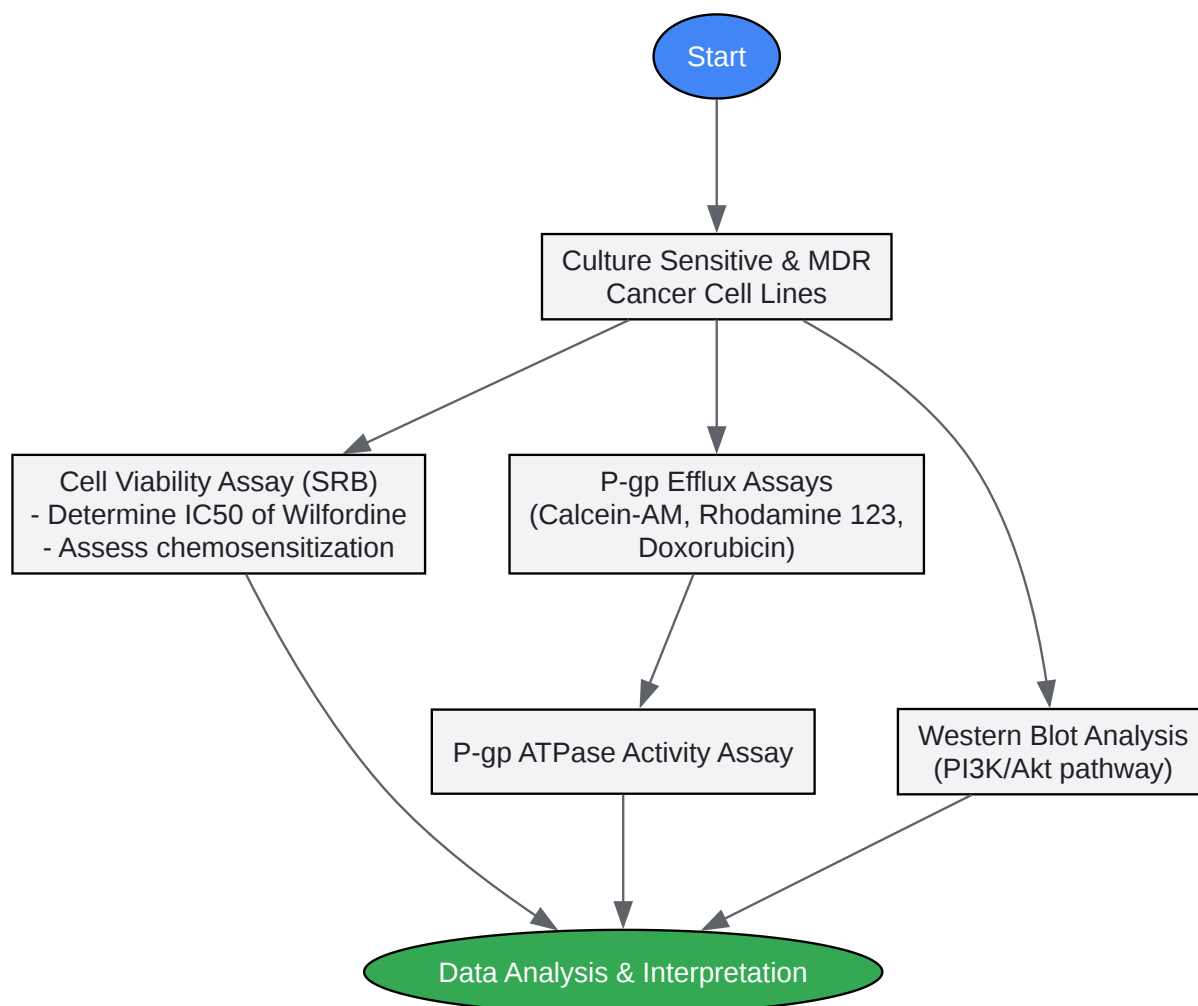 Start
Culture Sensitive & MDR
Cancer Cell Lines
Cell Viability Assay (SRB)
- Determine IC50 of Wilfordine
- Assess chemosensitization
P-gp Efflux Assays
(Calcein-AM, Rhodamine 123,
Doxorubicin)
P-gp ATPase Activity Assay
Western Blot Analysis
(PI3K/Akt pathway)
Data Analysis & Interpretation